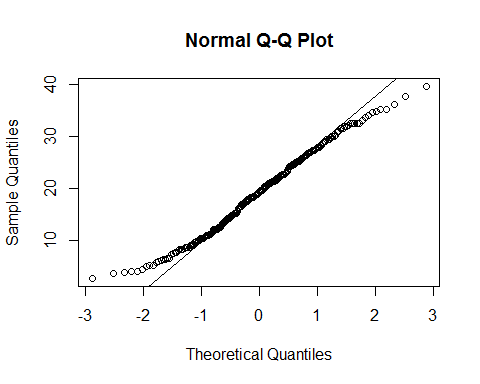 Normal Q-Q Plot
40
30
20
10
Sample Quantiles
-3 -2 -1 0 1 2 3
Theoretical Quantiles